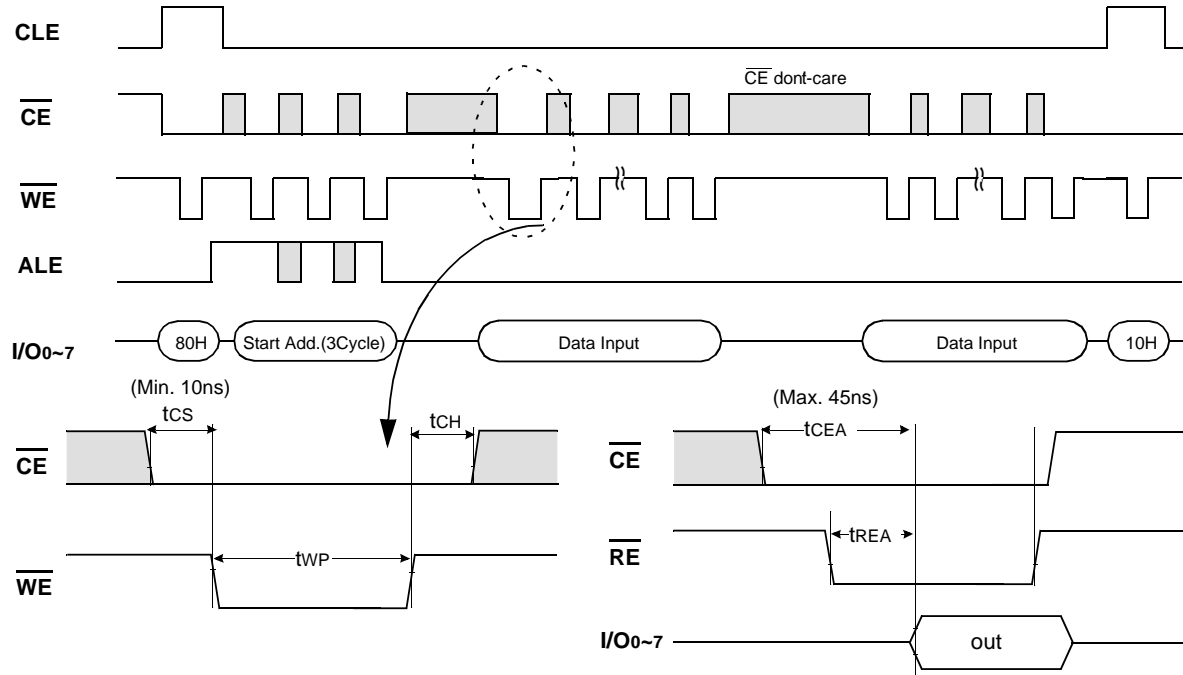 CLE
CE dont-care
CE
WE
ALE
I/O0~7
80H
Start Add.(3Cycle)
Data Input
Data Input
10H
(Min. 10ns)
tCS
tCH
CE
tWP
WE
(Max. 45ns)
tCEA
CE
tREA
RE
I/O0~7
out